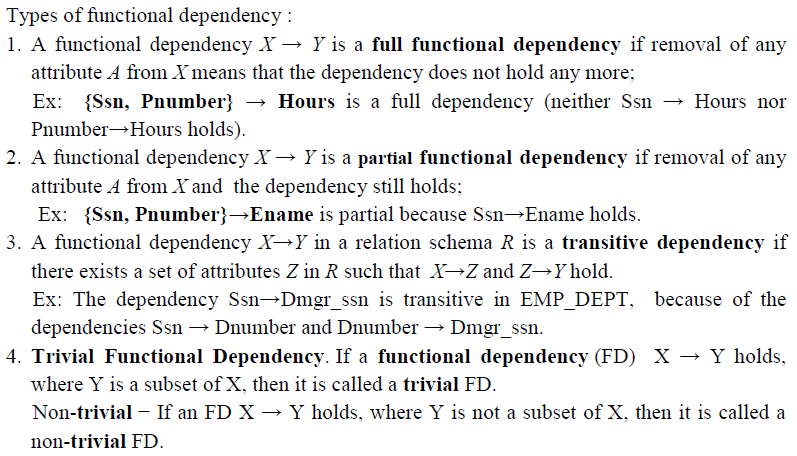 Types of functional dependency :
1. A functional dependency X → Y is a full functional dependency if removal of any
attribute A from X means that the dependency does not hold any more;
Ex: {Ssn, Pnumber} → Hours is a full dependency (neither Ssn → Hours nor
Pnumber→Hours holds).
2. A functional dependency X → Y is a partial functional dependency if removal of any
attribute A from X and the dependency still holds;
Ex: {Ssn, Pnumber}→Ename is partial because Ssn→Ename holds.
3. A functional dependency X→Y in a relation schema R is a transitive dependency if
there exists a set of attributes Z in R such that X→Z and Z→Y hold.
Ex: The dependency Ssn→Dmgr_ssn is transitive in EMP_DEPT, because of the
dependencies Ssn → Dnumber and Dnumber → Dmgr_ssn.
4. Trivial Functional Dependency. If a functional dependency (FD) X → Y holds,
where Y is a subset of X, then it is called a trivial FD.
Non-trivial − If an FD X → Y holds, where Y is not a subset of X, then it is called a
non-trivial FD.